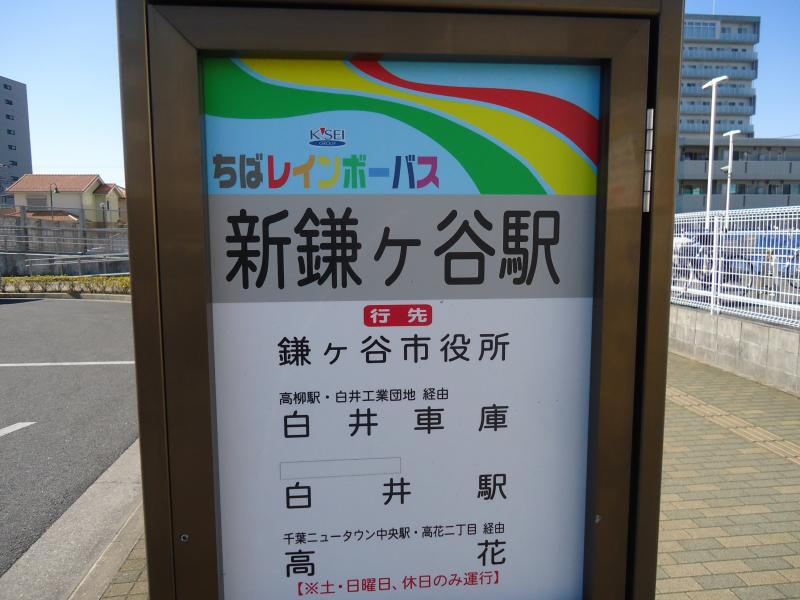 K'SEI
GROUP
ちばレインボーバス
新鎌ヶ谷駅
行先
鎌ヶ谷市役所
高柳駅・白井工業団地 経由
白井車庫
白井駅
千葉ニュータウン中央駅・高花二丁目 経由
高花
【※土・日曜日、休日のみ運行】